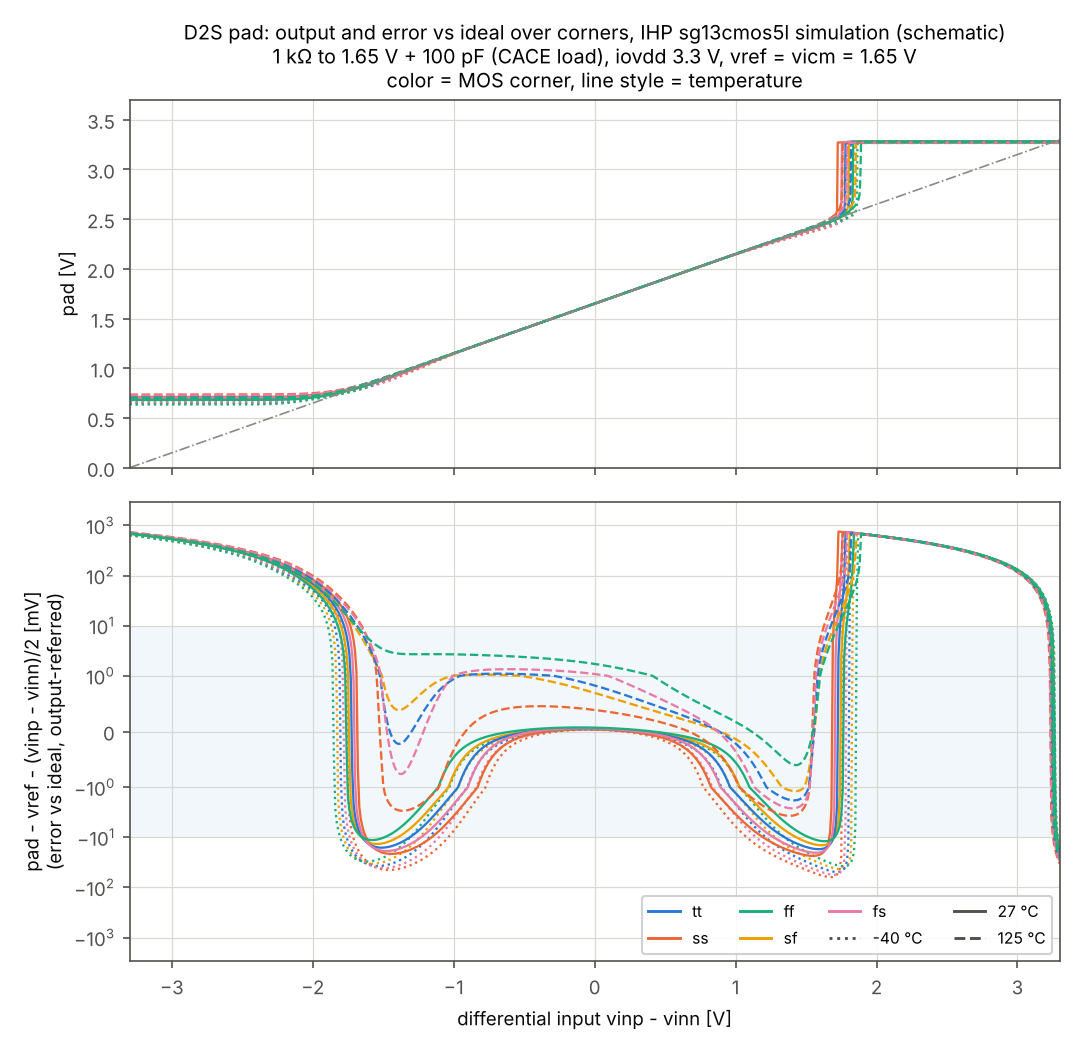 D2S pad: output and error vs ideal over corners, IHP sg13cmos5l simulation (schematic)
1 kΩ to 1.65 V + 100 pF (CACE load), iovdd 3.3 V, vref = vicm = 1.65 V
color = MOS corner, line style = temperature
pad [V]
3.5
3.0
2.5
2.0
1.5
1.0
0.5
0.0
pad - vref - (vinp - vinn)/2 [mV]
(error vs ideal, output-referred)
10³
10²
10¹
10⁰
0
−10⁰
−10¹
−10²
−10³
tt
ff
fs
27 °C
ss
sf
-40 °C
125 °C
−3
−2
−1
0
1
2
3
differential input vinp - vinn [V]